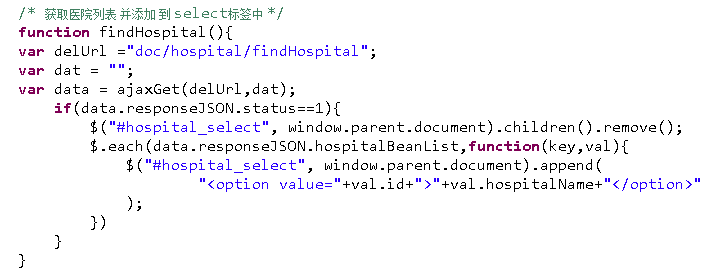 /* 获取医院列表 并添加 到 select标签中 */
function findHospital(){
var delUrl ="doc/hospital/findHospital";
var dat = "";
var data = ajaxGet(delUrl,dat);
if(data.responseJSON.status==1){
$("#hospital_select", window.parent.document).children().remove();
$.each(data.responseJSON.hospitalBeanList,function(key,val){
$("#hospital_select", window.parent.document).append(
"<option value="+val.id+">"+val.hospitalName+"</option>"
);
})
}
}